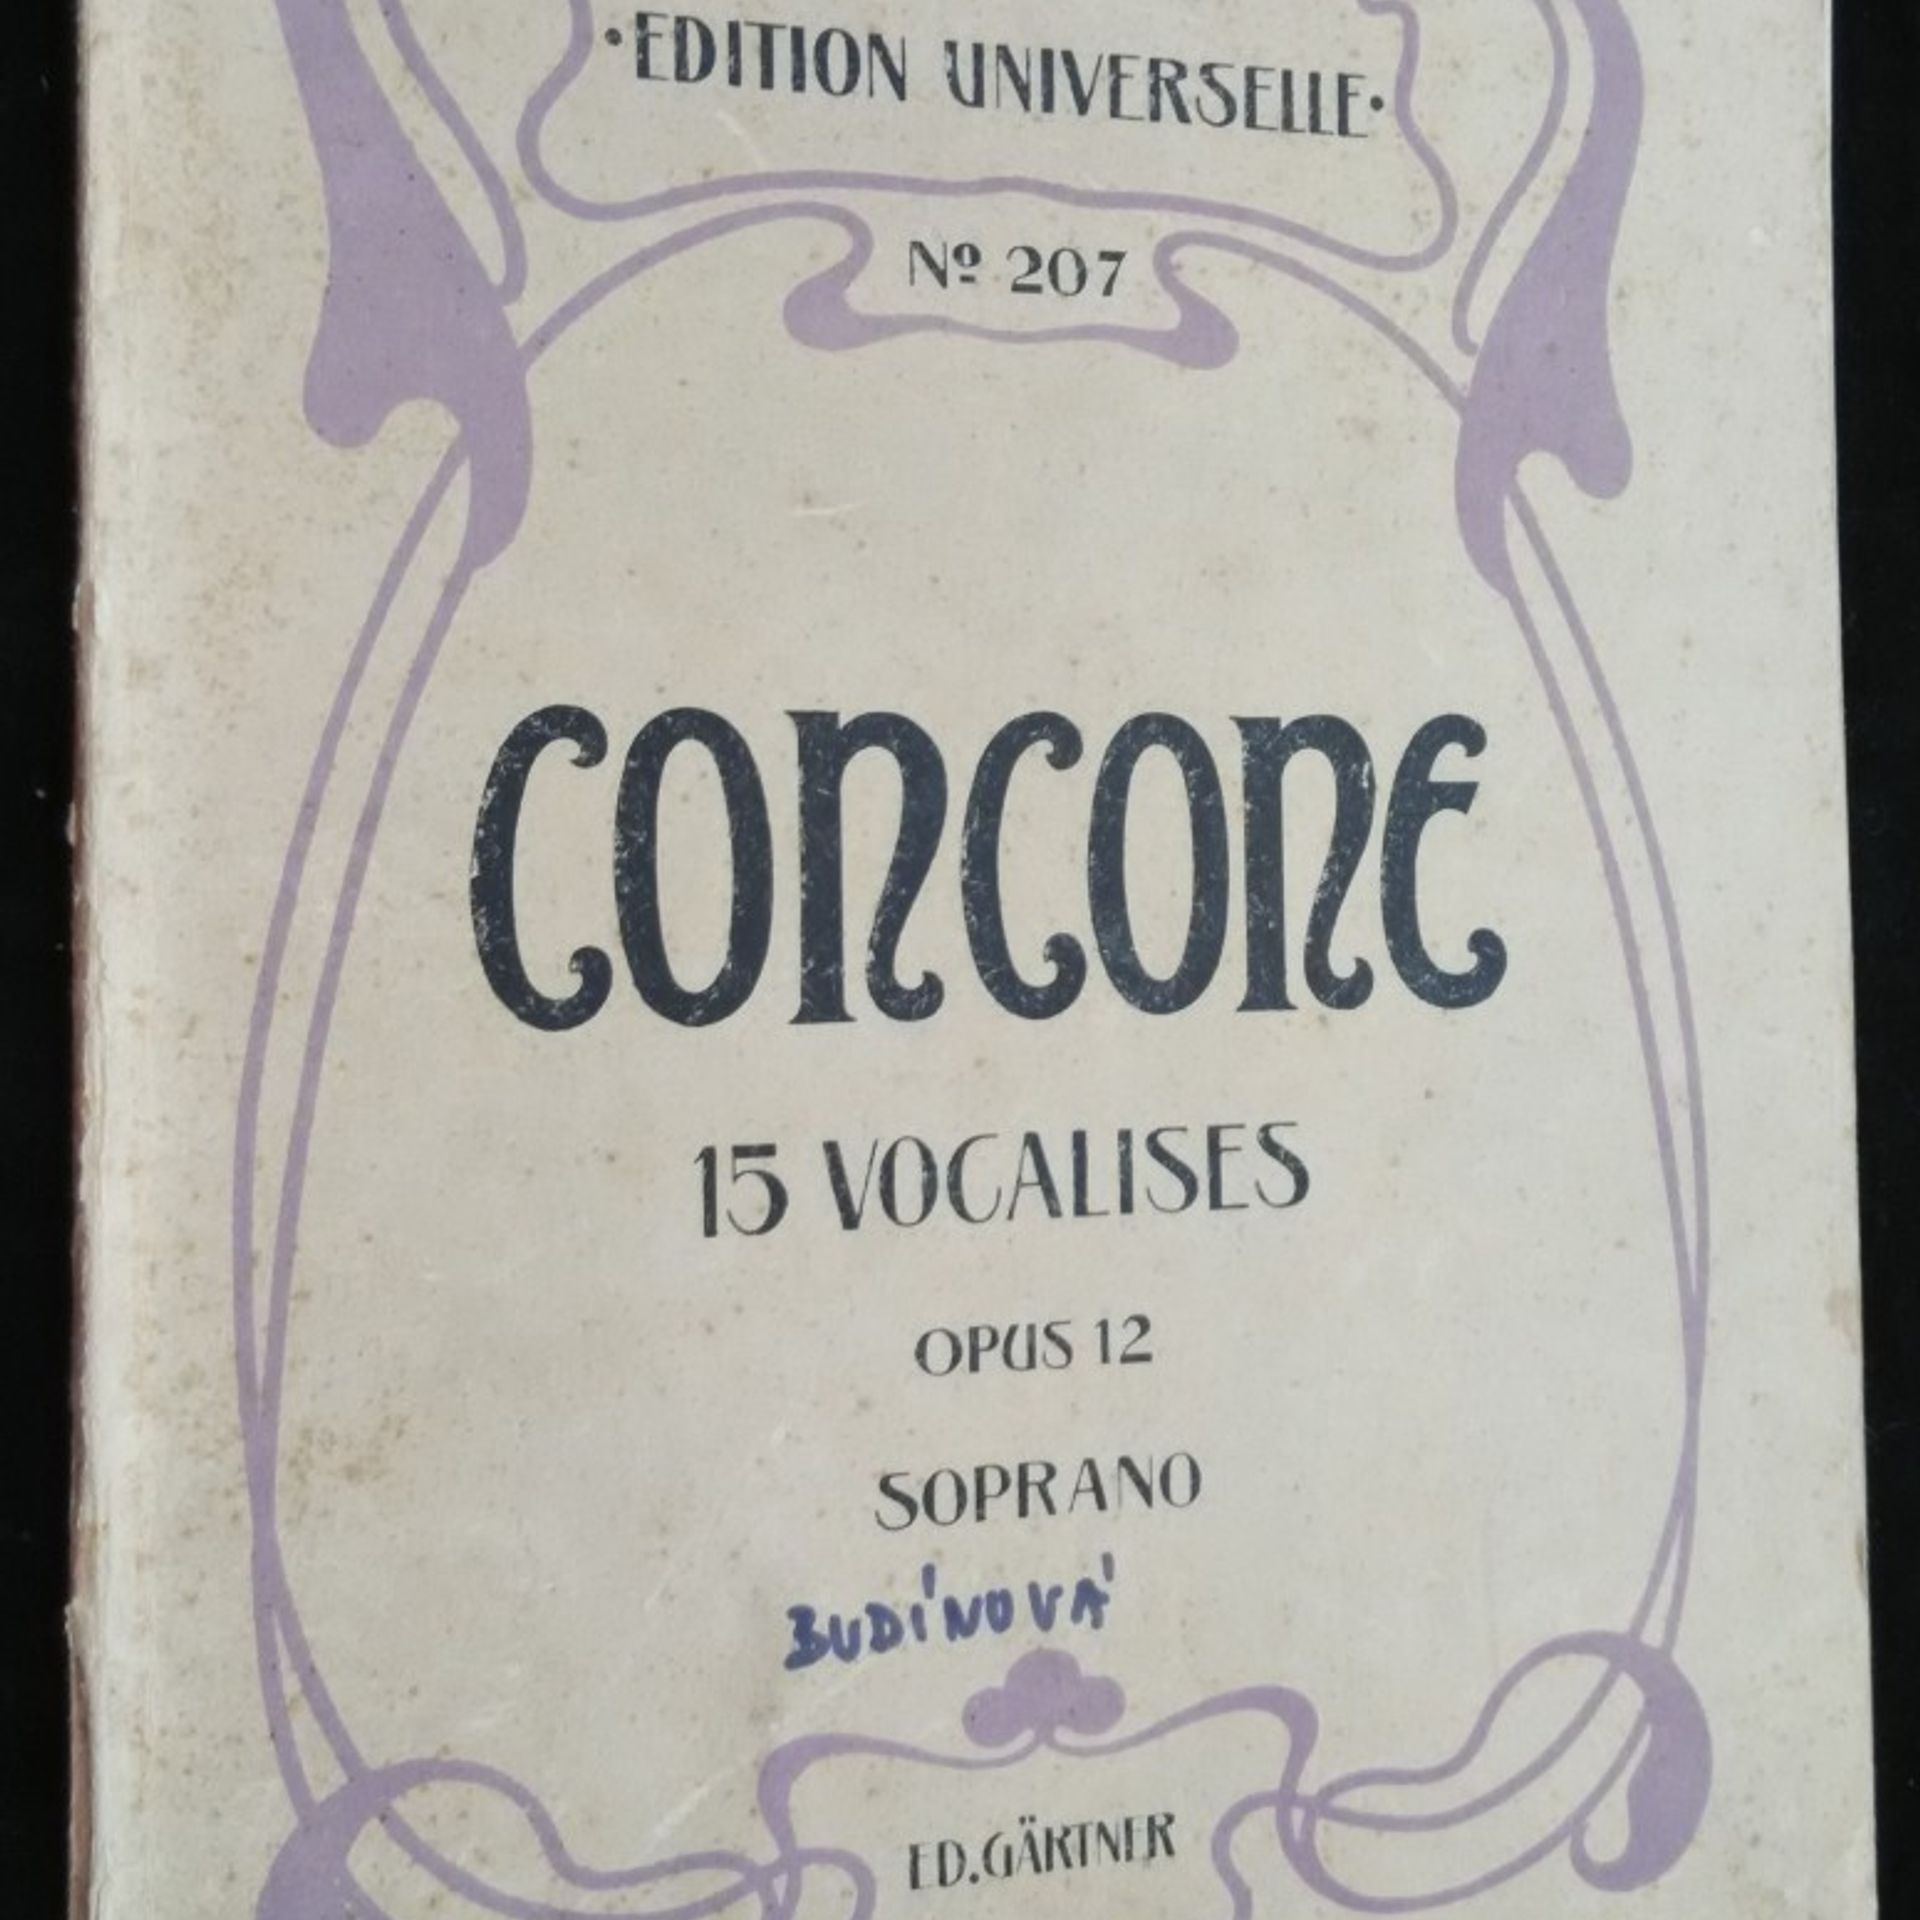 ·EDITION UNIVERSELLE·
Nº 207
CONCONE
15 VOCALISES
OPUS 12
SOPRANO
BUDÍNOVÁ
ED. GÄRTNER